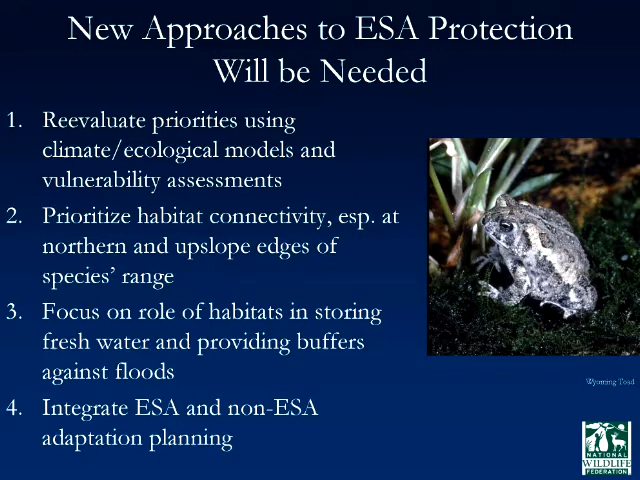 New Approaches to ESA Protection
Will be Needed
1. Reevaluate priorities using
climate/ecological models and
vulnerability assessments
2. Prioritize habitat connectivity, esp. at
northern and upslope edges of
species’ range
3. Focus on role of habitats in storing
fresh water and providing buffers
against floods
4. Integrate ESA and non-ESA
adaptation planning
Wyoming Toad
NATIONAL
WILDLIFE
FEDERATION